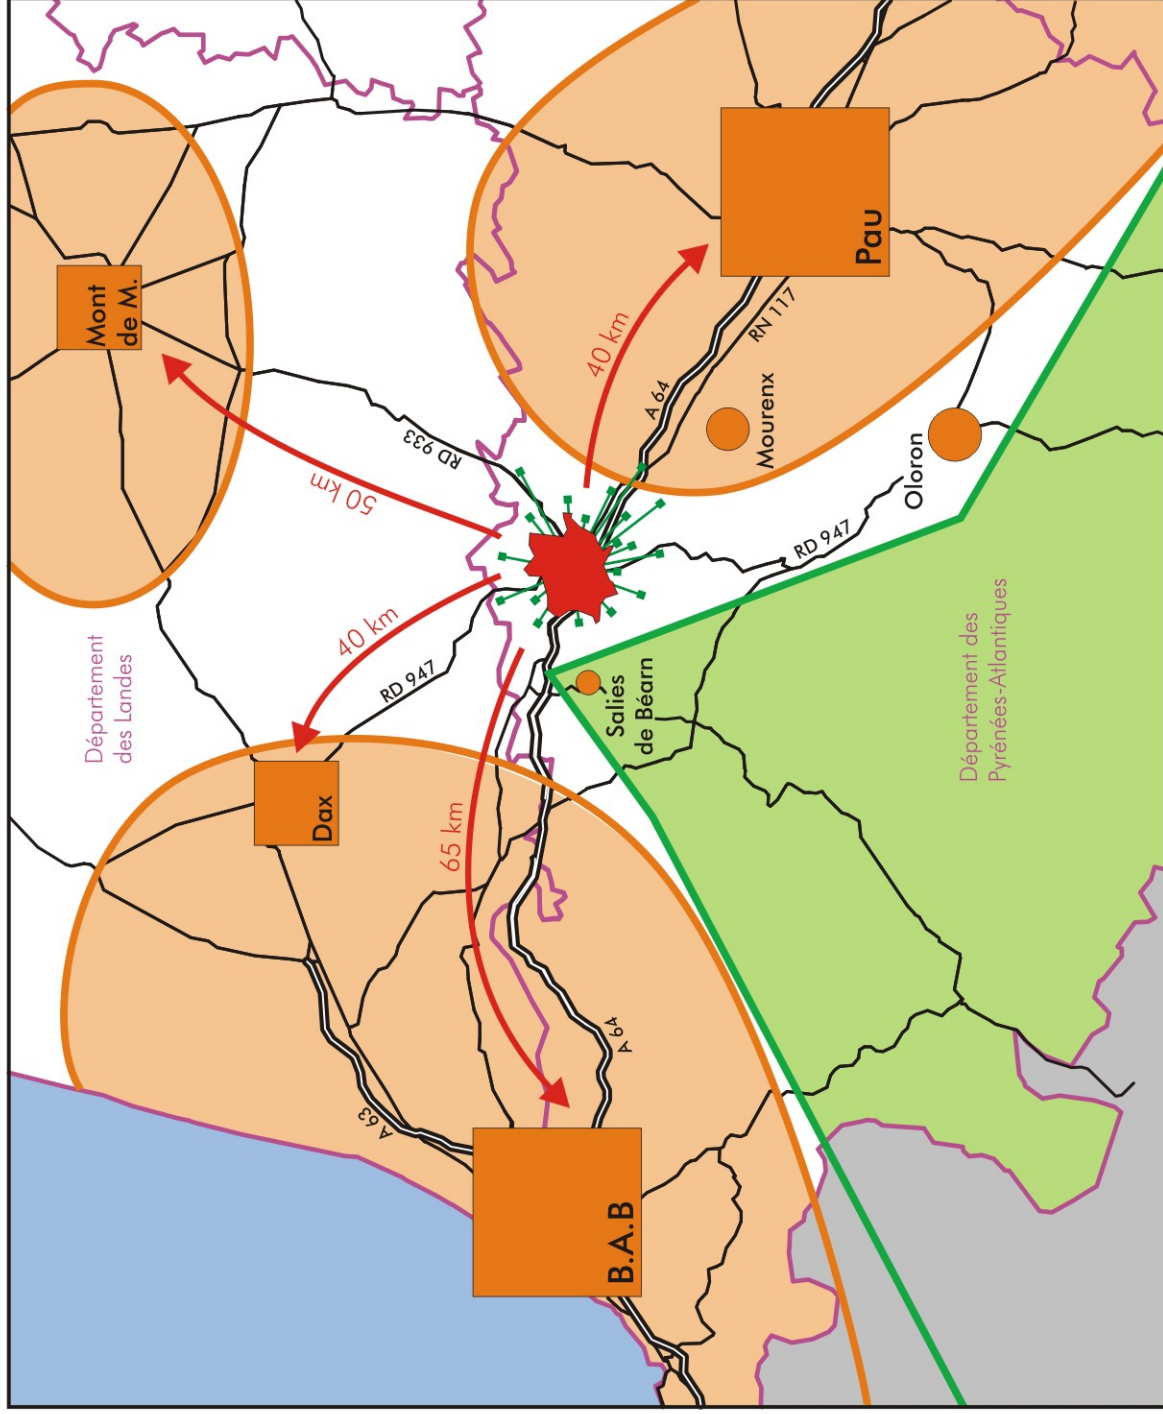 Département
des Landes
Mont
de M.
50 km
RD 933
40 km
RD 947
Dax
65 km
A 63
A 64
B.A.B
Salies
de Béarn
40 km
A 64
RN 117
Pau
Mourenx
Oloron
RD 947
Département des
Pyrénées-Atlantiques